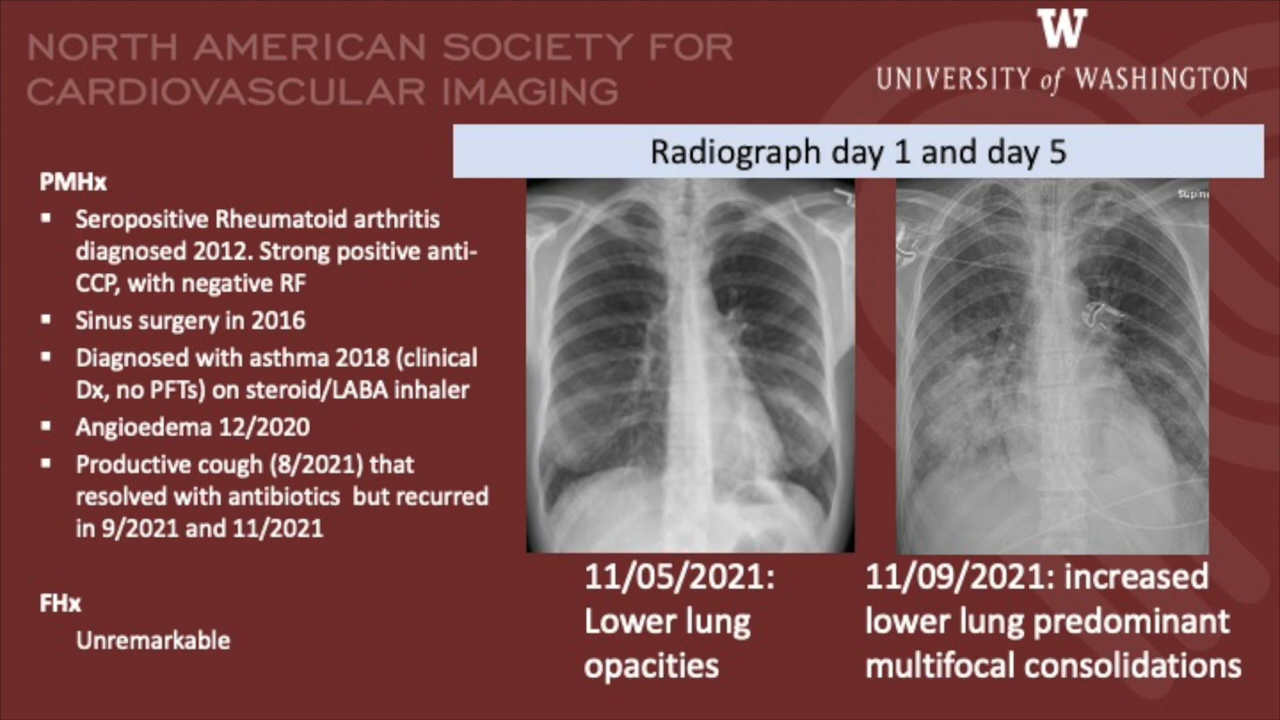 NORTH AMERICAN SOCIETY FOR
CARDIOVASCULAR IMAGING
W
UNIVERSITY of WASHINGTON
Radiograph day 1 and day 5
PMHx
▪ Seropositive Rheumatoid arthritis
diagnosed 2012. Strong positive anti-
CCP, with negative RF
▪ Sinus surgery in 2016
▪ Diagnosed with asthma 2018 (clinical
Dx, no PFTs) on steroid/LABA inhaler
▪ Angioedema 12/2020
▪ Productive cough (8/2021) that
resolved with antibiotics but recurred
in 9/2021 and 11/2021
FHx
Unremarkable
Supine
11/05/2021:
Lower lung
opacities
11/09/2021: increased
lower lung predominant
multifocal consolidations